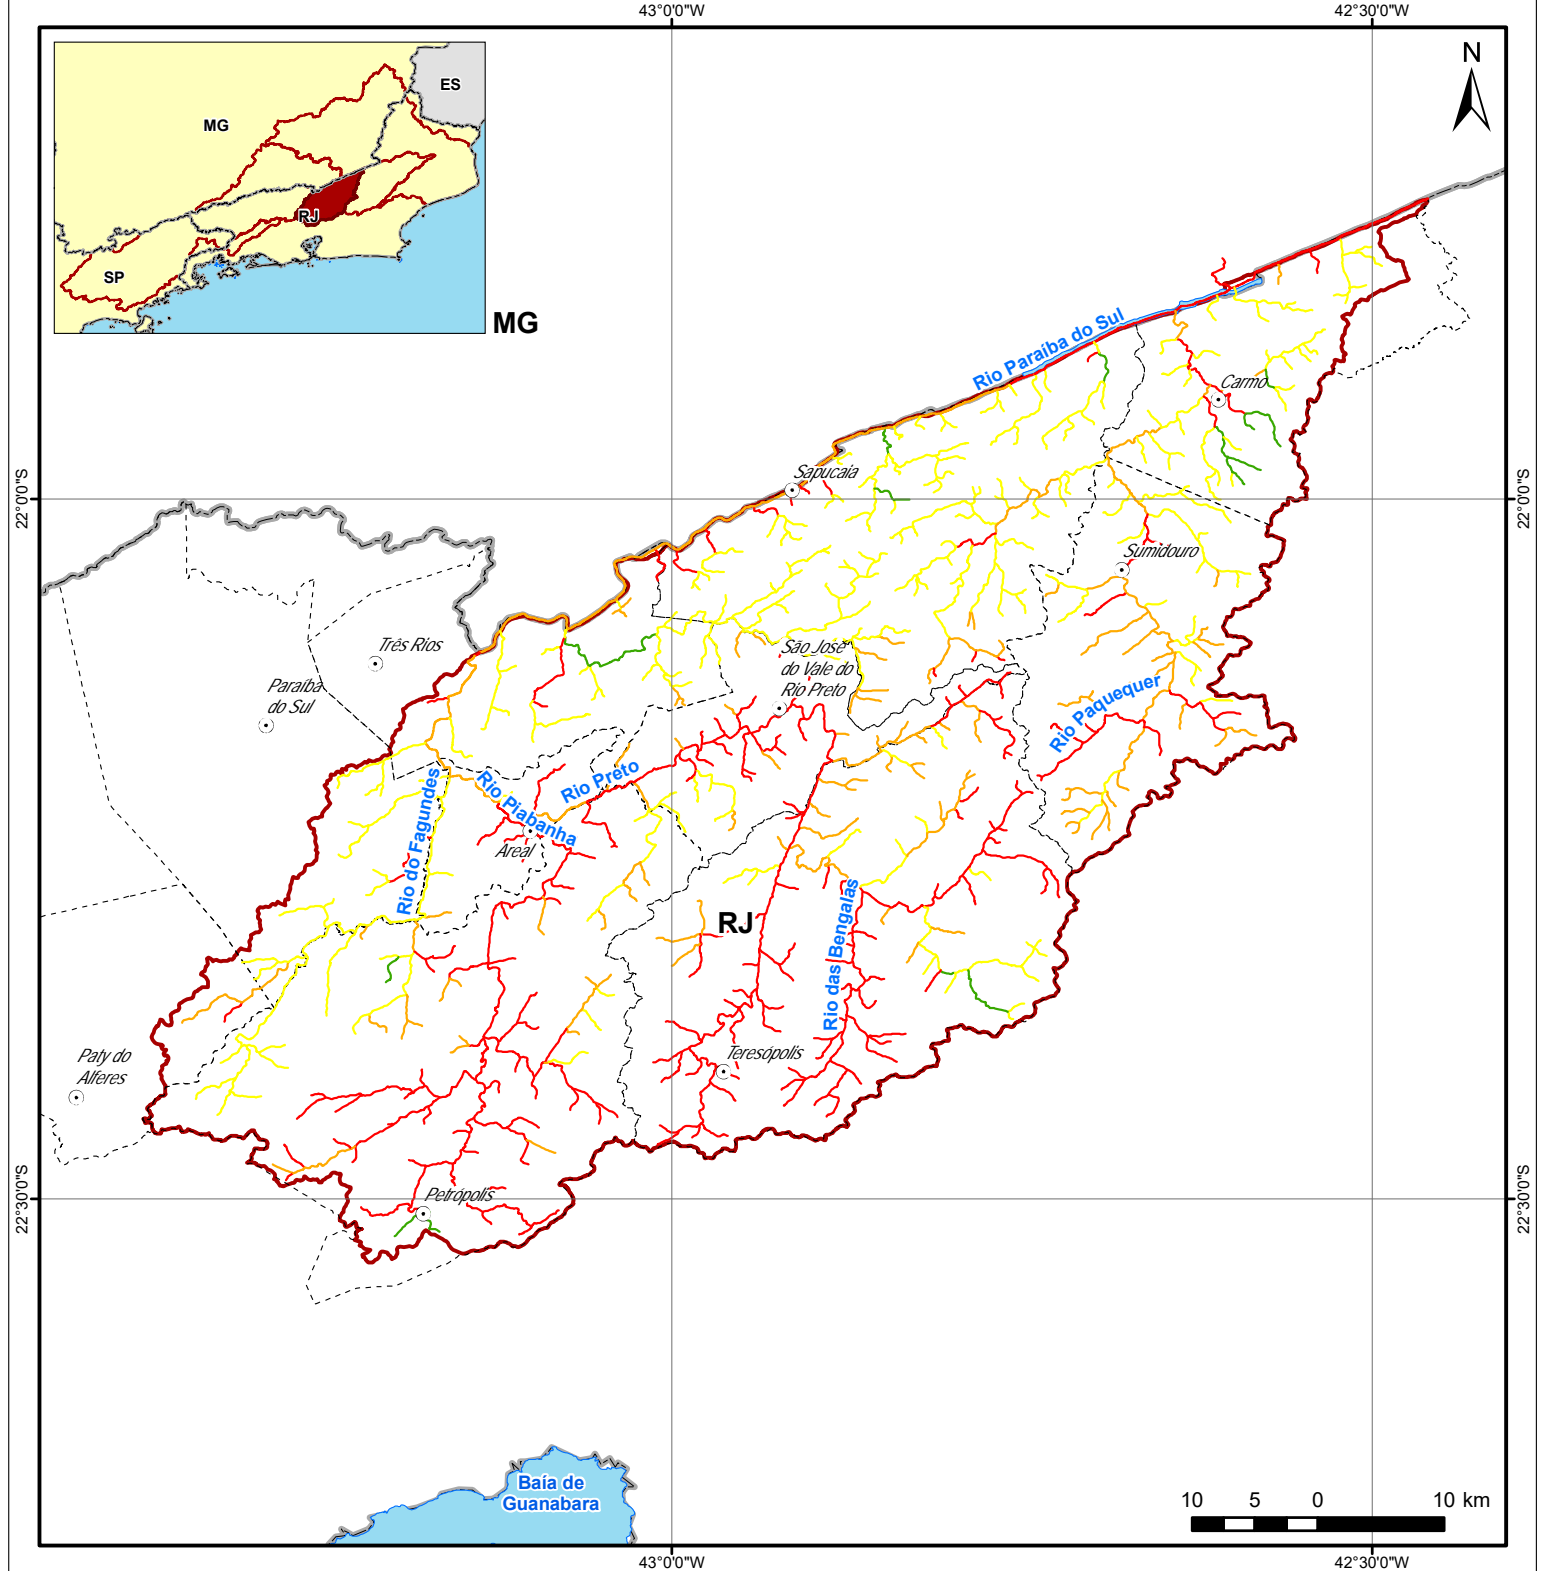 43°0'0"W
42°30'0"W
ES
MG
RJ
SP
MG
N
Rio Paraíba do Sul
Carmo
Sapucaia
22°0'0"S
22°0'0"S
Sumidouro
Três Rios
São José
do Vale do
Rio Preto
Paraíba
do Sul
Rio Paquequer
Rio Preto
Rio Piabanha
Rio do Fagundes
Areal
RJ
Rio das Bengalas
Teresópolis
Paty do
Alferes
Petrópolis
22°30'0"S
22°30'0"S
Baía de
Guanabara
10 5 0 10 km
43°0'0"W
42°30'0"W